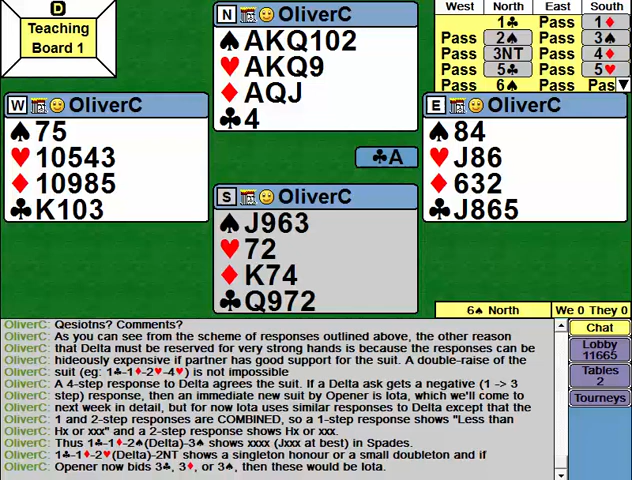 D
Teaching
Board 1
N OliverC
♠AKQ102
♥AKQ9
♦AQJ
♣4
West North East South
1♣ Pass 1♦
Pass 2♠ Pass 3♠
Pass 3NT Pass 4♦
Pass 5♣ Pass 5♥
Pass 6♠ Pass Pas
W OliverC
♠75
♥10543
♦10985
♣K103
♣A
E OliverC
♠84
♥J86
♦632
♣J865
S OliverC
♠J963
♥72
♦K74
♣Q972
6♠ North We 0 They 0
OliverC: Qesiotns? Comments?
OliverC: As you can see from the scheme of responses outlined above, the other reason
OliverC: that Delta must be reserved for very strong hands is because the responses can be
OliverC: hideously expensive if partner has good support for the suit. A double-raise of the
OliverC: suit (eg: 1♣-1♦-2♥-4♥) is not impossible
OliverC: A 4-step response to Delta agrees the suit. If a Delta ask gets a negative (1 -> 3
OliverC: step) response, then an immediate new suit by Opener is Iota, which we'll come to
OliverC: next week in detail, but for now Iota uses similar responses to Delta except that the
OliverC: 1 and 2-step responses are COMBINED, so a 1-step response shows "Less than
OliverC: Hx or xxx" and a 2-step response shows Hx or xxx.
OliverC: Thus 1♣-1♦-2♠(Delta)-3♠ shows xxxx (Jxxx at best) in Spades.
OliverC: 1♣-1♦-2♥(Delta)-2NT shows a singleton honour or a small doubleton and if
OliverC: Opener now bids 3♣, 3♦, or 3♠, then these would be Iota.
Chat
Lobby
11665
Tables
2
Tourneys